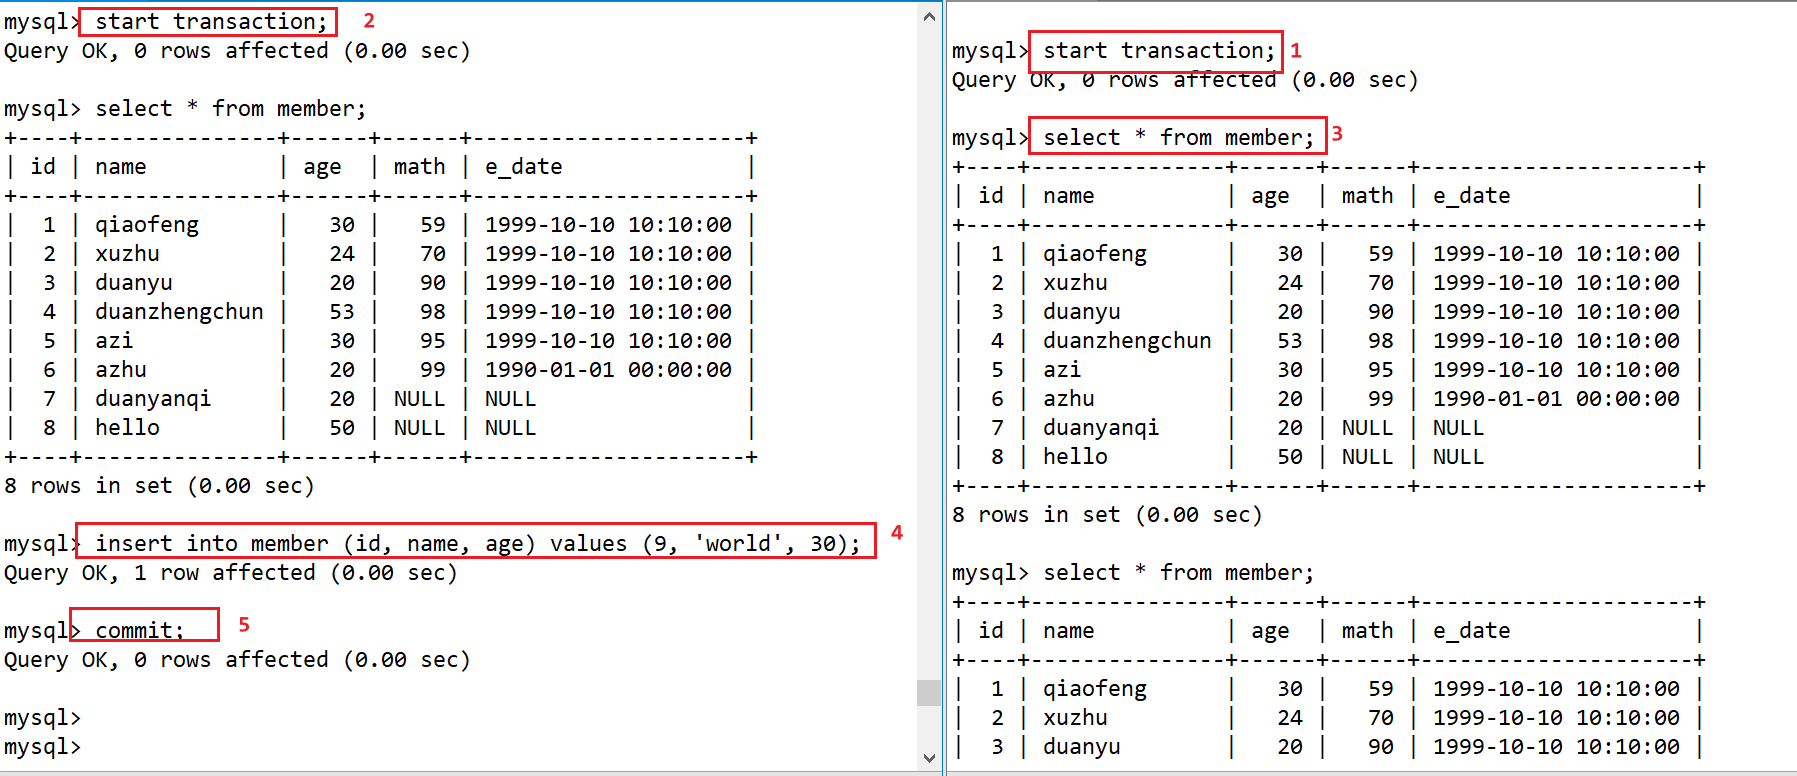 mysql> start transaction; 2
Query OK, 0 rows affected (0.00 sec)
mysql> select * from member;
+----+---------------+------+------+---------------------+
| id | name          | age  | math | e_date              |
+----+---------------+------+------+---------------------+
|  1 | qiaofeng      |   30 |   59 | 1999-10-10 10:10:00 |
|  2 | xuzhu         |   24 |   70 | 1999-10-10 10:10:00 |
|  3 | duanyu        |   20 |   90 | 1999-10-10 10:10:00 |
|  4 | duanzhengchun |   53 |   98 | 1999-10-10 10:10:00 |
|  5 | azi           |   30 |   95 | 1999-10-10 10:10:00 |
|  6 | azhu          |   20 |   99 | 1990-01-01 00:00:00 |
|  7 | duanyanqi     |   20 | NULL | NULL                |
|  8 | hello         |   50 | NULL | NULL                |
+----+---------------+------+------+---------------------+
8 rows in set (0.00 sec)
mysql> insert into member (id, name, age) values (9, 'world', 30); 4
Query OK, 1 row affected (0.00 sec)
mysql> commit; 5
Query OK, 0 rows affected (0.00 sec)
mysql>
mysql>
mysql> start transaction; 1
Query OK, 0 rows affected (0.00 sec)
mysql> select * from member; 3
+----+---------------+------+------+---------------------+
| id | name          | age  | math | e_date              |
+----+---------------+------+------+---------------------+
|  1 | qiaofeng      |   30 |   59 | 1999-10-10 10:10:00 |
|  2 | xuzhu         |   24 |   70 | 1999-10-10 10:10:00 |
|  3 | duanyu        |   20 |   90 | 1999-10-10 10:10:00 |
|  4 | duanzhengchun |   53 |   98 | 1999-10-10 10:10:00 |
|  5 | azi           |   30 |   95 | 1999-10-10 10:10:00 |
|  6 | azhu          |   20 |   99 | 1990-01-01 00:00:00 |
|  7 | duanyanqi     |   20 | NULL | NULL                |
|  8 | hello         |   50 | NULL | NULL                |
+----+---------------+------+------+---------------------+
8 rows in set (0.00 sec)
mysql> select * from member;
+----+---------------+------+------+---------------------+
| id | name          | age  | math | e_date              |
+----+---------------+------+------+---------------------+
|  1 | qiaofeng      |   30 |   59 | 1999-10-10 10:10:00 |
|  2 | xuzhu         |   24 |   70 | 1999-10-10 10:10:00 |
|  3 | duanyu        |   20 |   90 | 1999-10-10 10:10:00 |